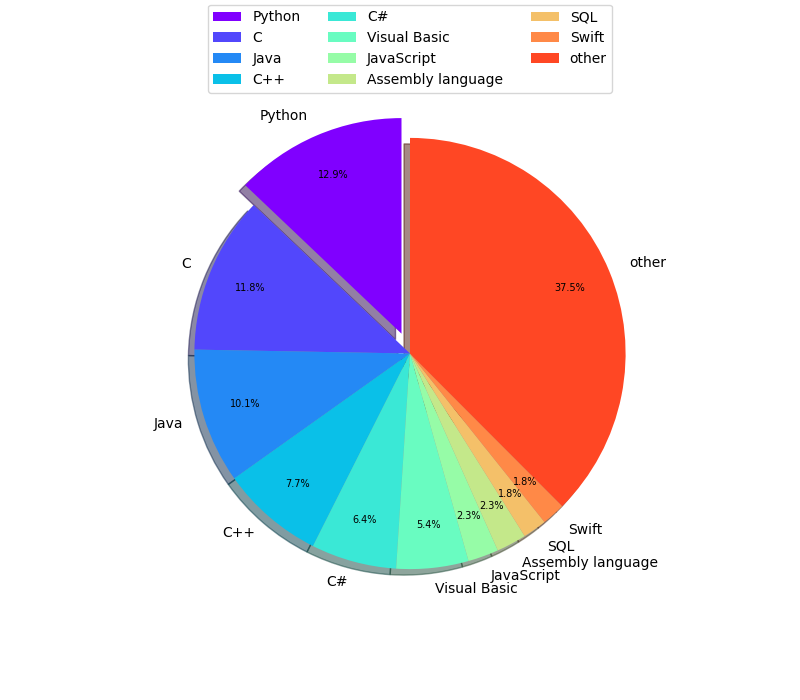 Python
C
Java
C++
C#
Visual Basic
JavaScript
Assembly language
SQL
Swift
other
Python
12.9%
C
11.8%
other
37.5%
Java
10.1%
C++
7.7%
C#
6.4%
Visual Basic
5.4%
JavaScript
2.3%
Assembly language
2.3%
SQL
1.8%
Swift
1.8%